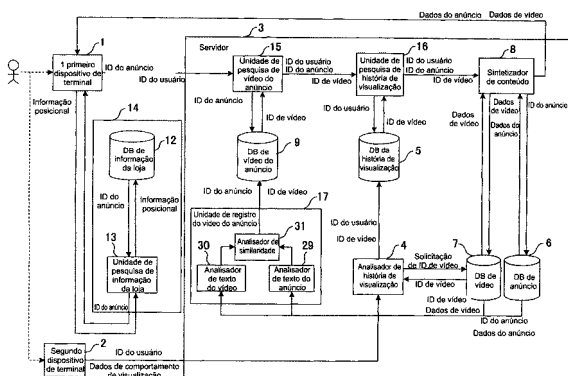 Dados do anúncio
Dados de vídeo
3
1
1 primeiro
dispositivo de
terminal
ID do anúncio
ID do usuário
Servidor
15
Unidade de
pesquisa de
vídeo do
anúncio
ID do usuário
ID do anúncio
ID de vídeo
16
Unidade de
pesquisa de
história de
visualização
ID do usuário
ID do anúncio
ID de vídeo
8
Sintetizador
de conteúdo
Informação
posicional
14
12
DB de
informação
da loja
ID do
anúncio
Informação
posicional
13
Unidade de
pesquisa de
informação
da loja
ID do anúncio
ID do anúncio
ID de vídeo
9
DB de
vídeo do
anúncio
ID do anúncio
ID de vídeo
ID do usuário
ID de vídeo
5
DB da
história de
visualização
ID do usuário
ID de vídeo
Dados
de vídeo
Dados
de vídeo
Dados do
anúncio
ID do anúncio
17
Unidade de registro
do vídeo do anúncio
31
Analisador de
similaridade
30
Analisador
de texto do
vídeo
29
Analisador
de texto do
anúncio
4
Analisador de
história de
visualização
Solicitação
de ID de vídeo
ID de vídeo
7
DB de
vídeo
6
DB de
anúncio
ID de vídeo
Dados de vídeo
ID do anúncio
Dados do anúncio
2
Segundo
dispositivo
de terminal
ID do usuário
Dados de comportamento
de visualização